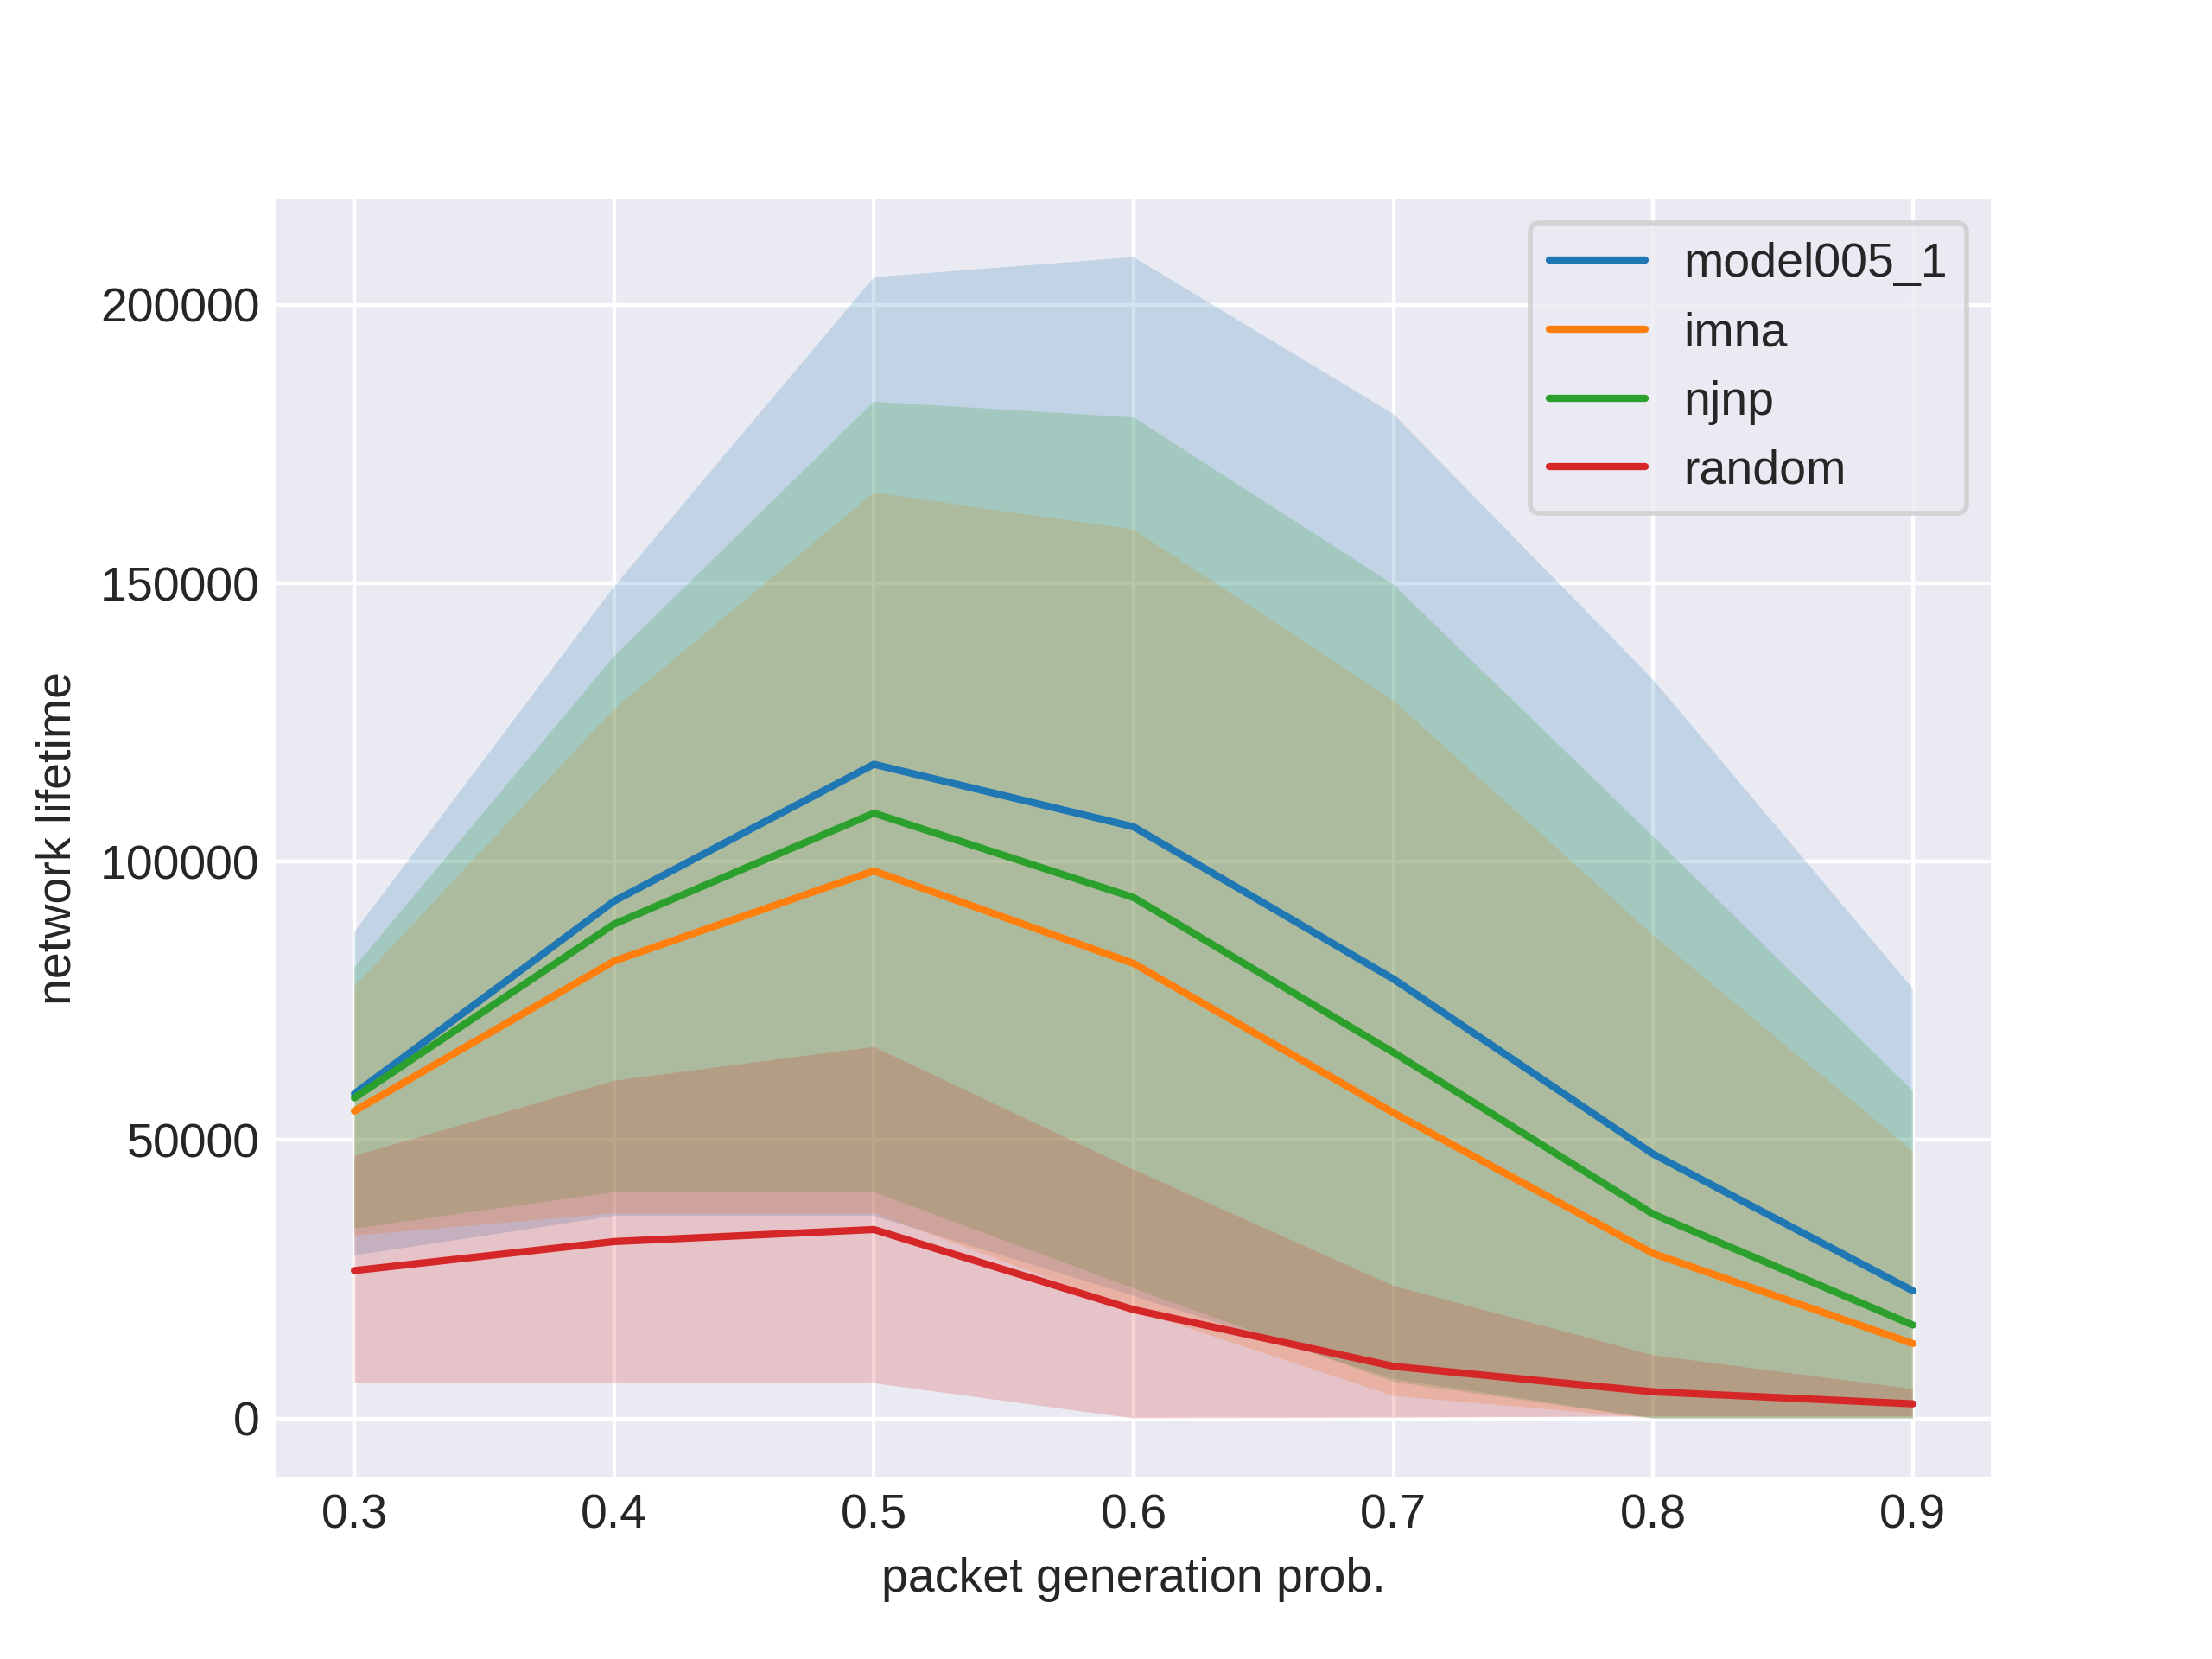 model005_1
imna
njnp
random
200000
150000
100000
50000
0
network lifetime
0.3 0.4 0.5 0.6 0.7 0.8 0.9
packet generation prob.